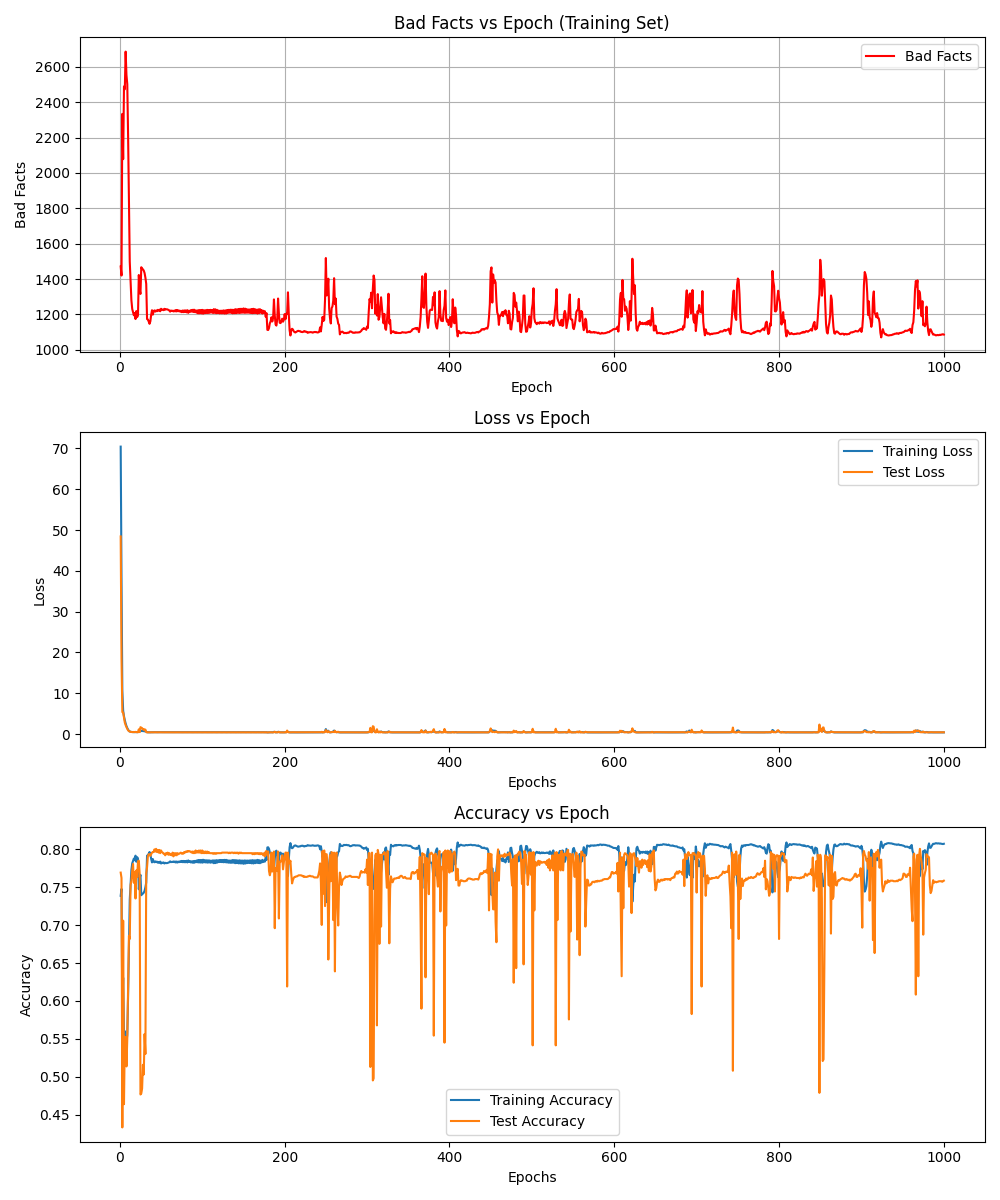 Bad Facts vs Epoch (Training Set)
Bad Facts
2600
2400
2200
2000
1800
1600
1400
1200
1000
Bad Facts
0 200 400 600 800 1000
Epoch
Loss vs Epoch
Training Loss
Test Loss
70
60
50
40
30
20
10
0
Loss
0 200 400 600 800 1000
Epochs
Accuracy vs Epoch
0.80
0.75
0.70
0.65
0.60
0.55
0.50
0.45
Accuracy
Training Accuracy
Test Accuracy
0 200 400 600 800 1000
Epochs